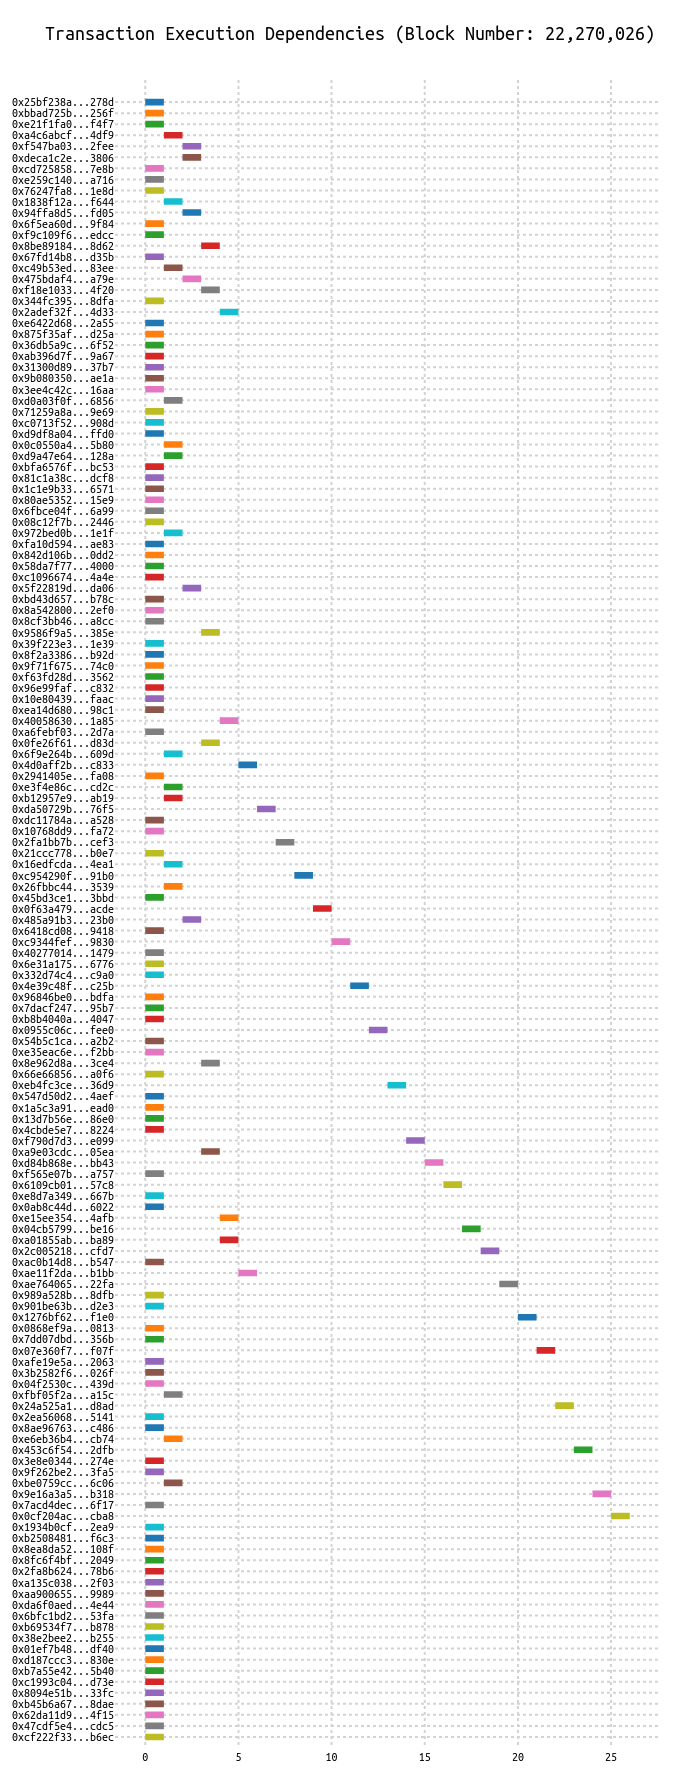 Transaction Execution Dependencies (Block Number: 22,270,026)
0x25bf238a...278d
0xbbad725b...256f
0xe21f1fa0...f4f7
0xa4c6abcf...4df9
0xf547ba03...2fee
0xdeca1c2e...3806
0xcd725858...7e8b
0xe259c140...a716
0x76247fa8...1e8d
0x1838f12a...f644
0x94ffa8d5...fd05
0x6f5ea60d...9f84
0xf9c109f6...edcc
0x8be89184...8d62
0x67fd14b8...d35b
0xc49b53ed...83ee
0x475bdaf4...a79e
0xf18e1033...4f20
0x344fc395...8dfa
0x2adef32f...4d33
0xe6422d68...2a55
0x875f35af...d25a
0x36db5a9c...6f52
0xab396d7f...9a67
0x31300d89...37b7
0x9b080350...ae1a
0x3ee4c42c...16aa
0xd0a03f0f...6856
0x71259a8a...9e69
0xc0713f52...908d
0xd9df8a04...ffd0
0x0c0550a4...5b80
0xd9a47e64...128a
0xbfa6576f...bc53
0x81c1a38c...dcf8
0x1c1e9b33...6571
0x80ae5352...15e9
0x6fbce04f...6a99
0x08c12f7b...2446
0x972bed0b...1e1f
0xfa10d594...ae83
0x842d106b...0dd2
0x58da7f77...4000
0xc1096674...4a4e
0x5f22819d...da06
0xbd43d657...b78c
0x8a542800...2ef0
0x8cf3bb46...a8cc
0x9586f9a5...385e
0x39f223e3...1e39
0x8f2a3386...b92d
0x9f71f675...74c0
0xf63fd28d...3562
0x96e99faf...c832
0x10e80439...faac
0xea14d680...98c1
0x40058630...1a85
0xa6febf03...2d7a
0x0fe26f61...d83d
0x6f9e264b...609d
0x4d0aff2b...c833
0x2941405e...fa08
0xe3f4e86c...cd2c
0xb12957e9...ab19
0xda50729b...76f5
0xdc11784a...a528
0x10768dd9...fa72
0x2fa1bb7b...cef3
0x21ccc778...b0e7
0x16edfcda...4ea1
0xc954290f...91b0
0x26fbbc44...3539
0x45bd3ce1...3bbd
0x0f63a479...acde
0x485a91b3...23b0
0x6418cd08...9418
0xc9344fef...9830
0x40277014...1479
0x6e31a175...6776
0x332d74c4...c9a0
0x4e39c48f...c25b
0x96846be0...bdfa
0x7dacf247...95b7
0xb8b4040a...4047
0x0955c06c...fee0
0x54b5c1ca...a2b2
0xe35eac6e...f2bb
0x8e962d8a...3ce4
0x66e66856...a0f6
0xeb4fc3ce...36d9
0x547d50d2...4aef
0x1a5c3a91...ead0
0x13d7b56e...86e0
0x4cbde5e7...8224
0xf790d7d3...e099
0xa9e03cdc...05ea
0xd84b868e...bb43
0xf565e07b...a757
0x6109cb01...57c8
0xe8d7a349...667b
0x0ab8c44d...6022
0xe15ee354...4afb
0x04cb5799...be16
0xa01855ab...ba89
0x2c005218...cfd7
0xac0b14d8...b547
0xae11f2da...b1bb
0xae764065...22fa
0x989a528b...8dfb
0x901be63b...d2e3
0x1276bf62...f1e0
0x0868ef9a...0813
0x7dd07dbd...356b
0x07e360f7...f07f
0xafe19e5a...2063
0x3b2582f6...026f
0x04f2530c...439d
0xfbf05f2a...a15c
0x24a525a1...d8ad
0x2ea56068...5141
0x8ae96763...c486
0xe6eb36b4...cb74
0x453c6f54...2dfb
0x3e8e0344...274e
0x9f262be2...3fa5
0xbe0759cc...6c06
0x9e16a3a5...b318
0x7acd4dec...6f17
0x0cf204ac...cba8
0x1934b0cf...2ea9
0xb2508481...f6c3
0x8ea8da52...108f
0x8fc6f4bf...2049
0x2fa8b624...78b6
0xa135c038...2f03
0xaa900655...9989
0xda6f0aed...4e44
0x6bfc1bd2...53fa
0xb69534f7...b878
0x38e2bee2...b255
0x01ef7b48...df40
0xd187ccc3...830e
0xb7a55e42...5b40
0xc1993c04...d73e
0x8094e51b...33fc
0xb45b6a67...8dae
0x62da11d9...4f15
0x47cdf5e4...cdc5
0xcf222f33...b6ec
0 5 10 15 20 25